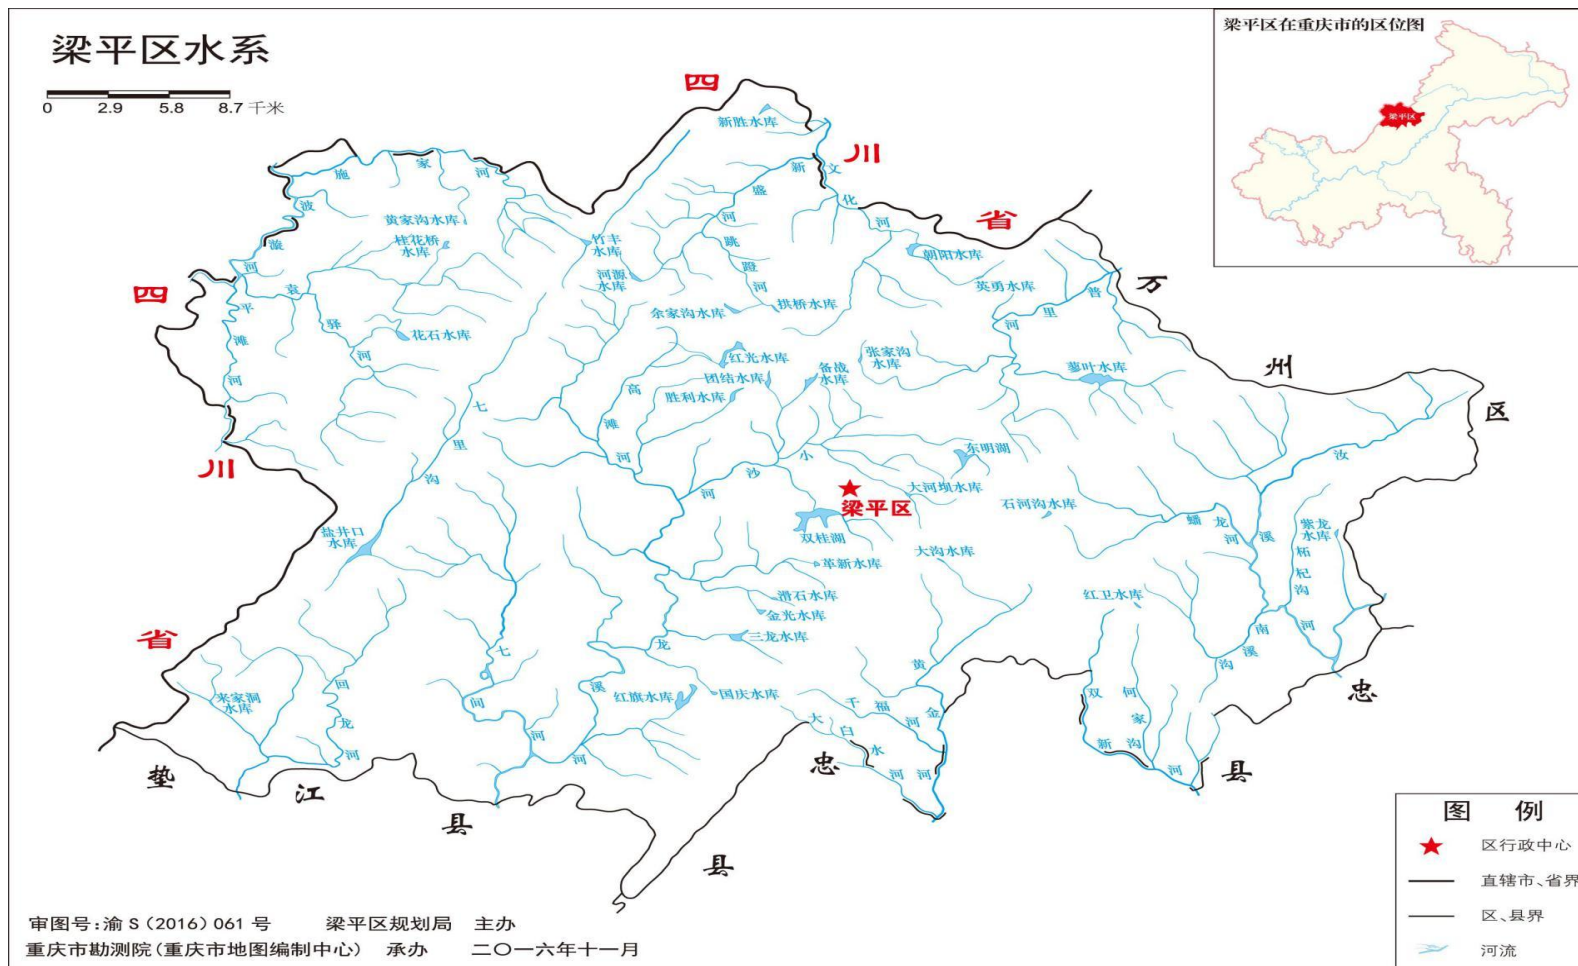 梁平区水系
0 2.9 5.8 8.7 千米
梁平区在重庆市的区位图
梁平区
四
川
省
四
川
省
万
州
区
忠
县
忠
县
垫
江
县
新胜水库
施家河
波漩河
黄家沟水库
桂花桥
水库
竹丰
水库
河源
水库
新盛河
文化河
跳蹬河
朝阳水库
英勇水库
普里河
平滩河
袁驿河
花石水库
余家沟水库
拱桥水库
红光水库
团结水库
胜利水库
备战
水库
张家沟
水库
蓼叶水库
高滩河
七里沟
小沙河
东明湖
大河坝水库
石河沟水库
梁平区
双桂湖
盐井口
水库
革新水库
大沟水库
蟠龙河
汝溪河
紫龙
水库
柘杞沟
滑石水库
金光水库
三龙水库
红卫水库
南溪沟
龙溪河
七间河
回龙河
来家洞
水库
红旗水库
国庆水库
千福河
黄金河
大白水河
双新河
何家沟
图 例
区行政中心
直辖市、省界
区、县界
河流
审图号:渝S(2016)061号 梁平区规划局 主办
重庆市勘测院(重庆市地图编制中心) 承办 二〇一六年十一月